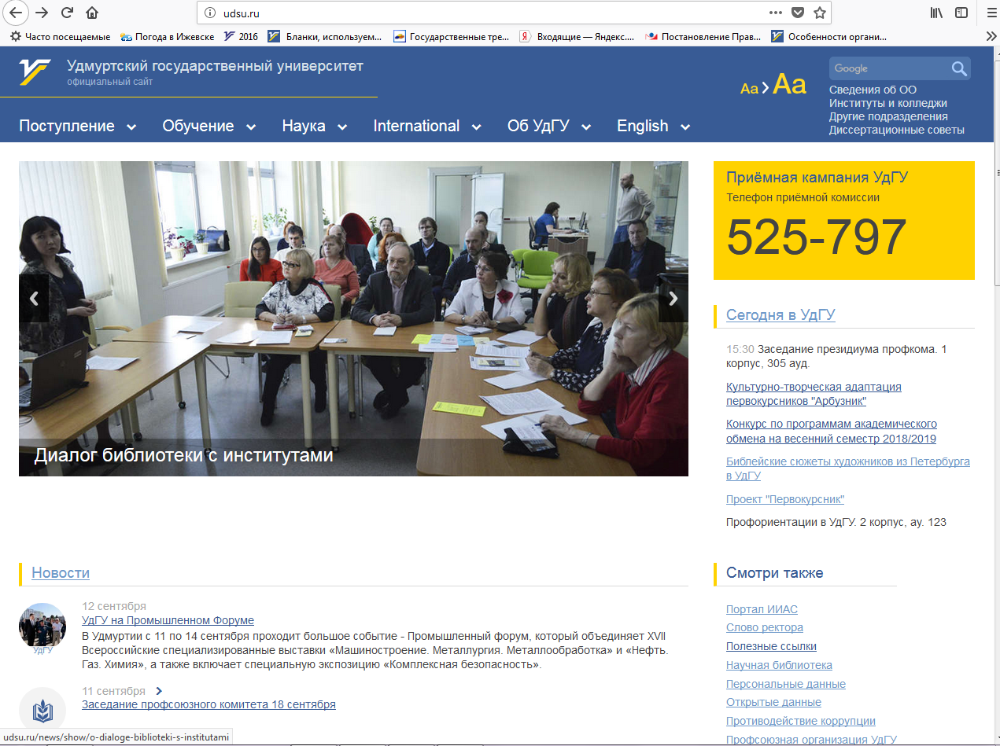 udsu.ru
Часто посещаемые
Погода в Ижевске
2016
Бланки, используем...
Государственные тре...
Входящие — Яндекс....
Постановление Прав...
Особенности органи...
Удмуртский государственный университет
официальный сайт
Aa
Aa
Google
Сведения об ОО
Институты и колледжи
Другие подразделения
Диссертационные советы
Поступление
Обучение
Наука
International
Об УдГУ
English
Диалог библиотеки с институтами
Приёмная кампания УдГУ
Телефон приёмной комиссии
525-797
Сегодня в УдГУ
15:30 Заседание президиума профкома. 1
корпус, 305 ауд.
Культурно-творческая адаптация
первокурсников "Арбузник"
Конкурс по программам академического
обмена на весенний семестр 2018/2019
Библейские сюжеты художников из Петербурга
в УдГУ
Проект "Первокурсник"
Профориентации в УдГУ. 2 корпус, ау. 123
Новости
12 сентября
УдГУ на Промышленном Форуме
В Удмуртии с 11 по 14 сентября проходит большое событие - Промышленный форум, который объединяет XVII
Всероссийские специализированные выставки «Машиностроение. Металлургия. Металлообработка» и «Нефть.
Газ. Химия», а также включает специальную экспозицию «Комплексная безопасность».
УдГУ
11 сентября
Заседание профсоюзного комитета 18 сентября
Смотри также
Портал ИИАС
Слово ректора
Полезные ссылки
Научная библиотека
Персональные данные
Открытые данные
Противодействие коррупции
Профсоюзная организация УдГУ
udsu.ru/news/show/o-dialoge-biblioteki-s-institutami